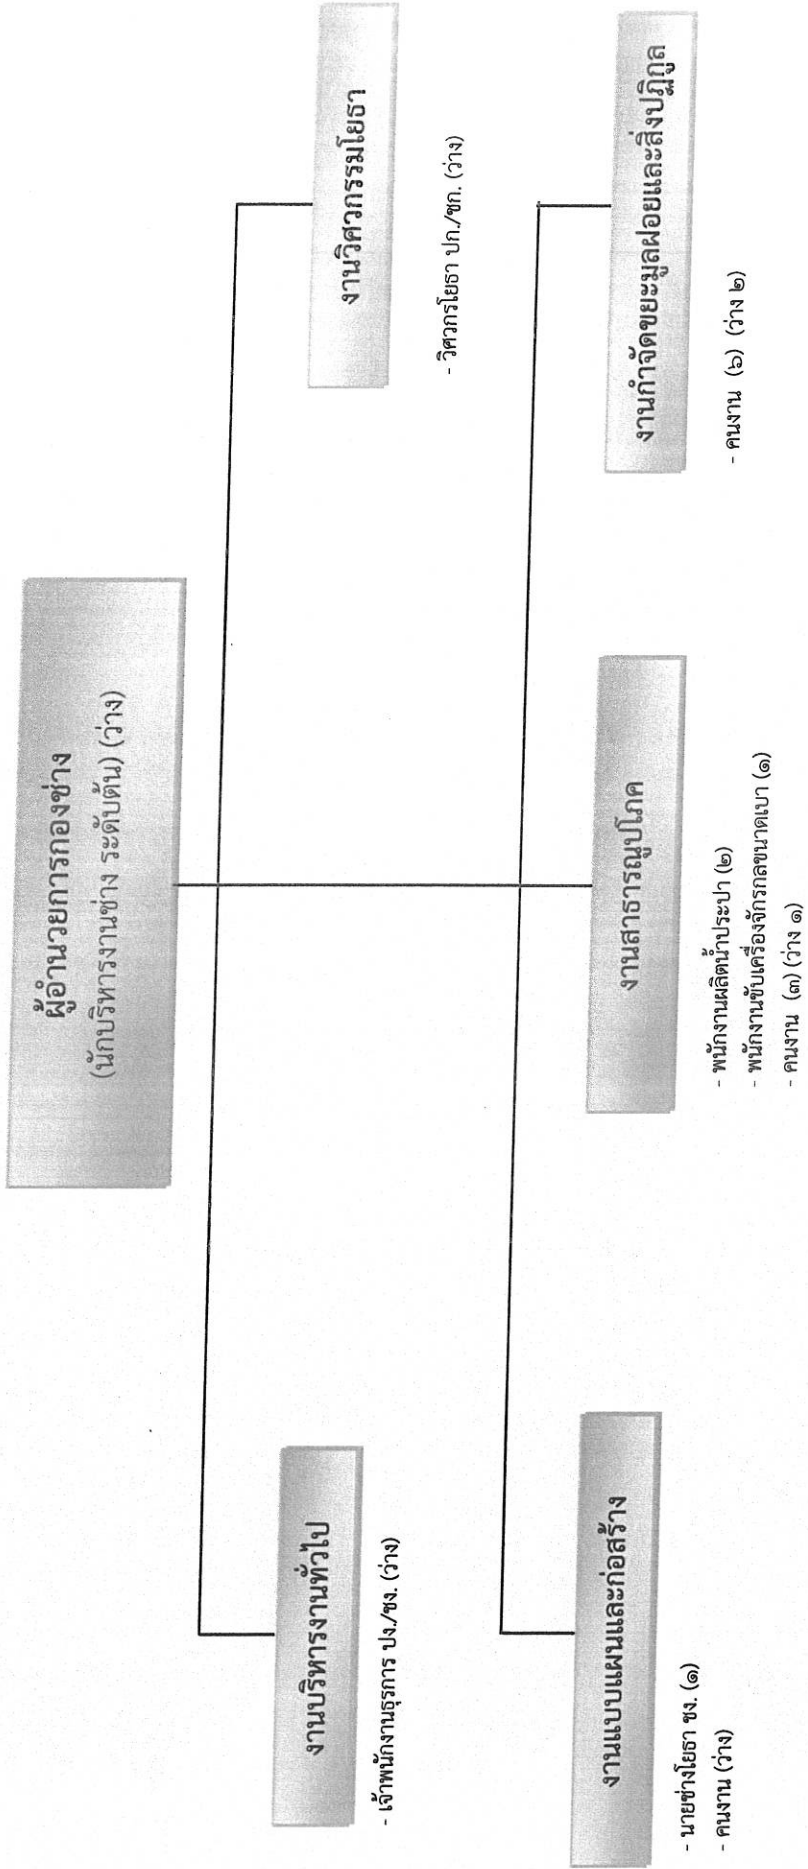 ผู้อำนวยการกองช่าง
(นักบริหารงานช่าง ระดับต้น) (ว่าง)
งานบริหารงานทั่วไป
- เจ้าพนักงานธุรการ ปง./ชง. (ว่าง)
งานวิศวกรรมโยธา
- วิศวกรโยธา ปก./ชก. (ว่าง)
งานแบบแผนและก่อสร้าง
- นายช่างโยธา ชง. (๑)
- คนงาน (ว่าง)
งานสาธารณูปโภค
- พนักงานผลิตน้ำประปา (๒)
- พนักงานขับเครื่องจักรกลขนาดเบา (๑)
- คนงาน (๓) (ว่าง ๑)
งานกำจัดขยะมูลฝอยและสิ่งปฏิกูล
- คนงาน (๖) (ว่าง ๒)